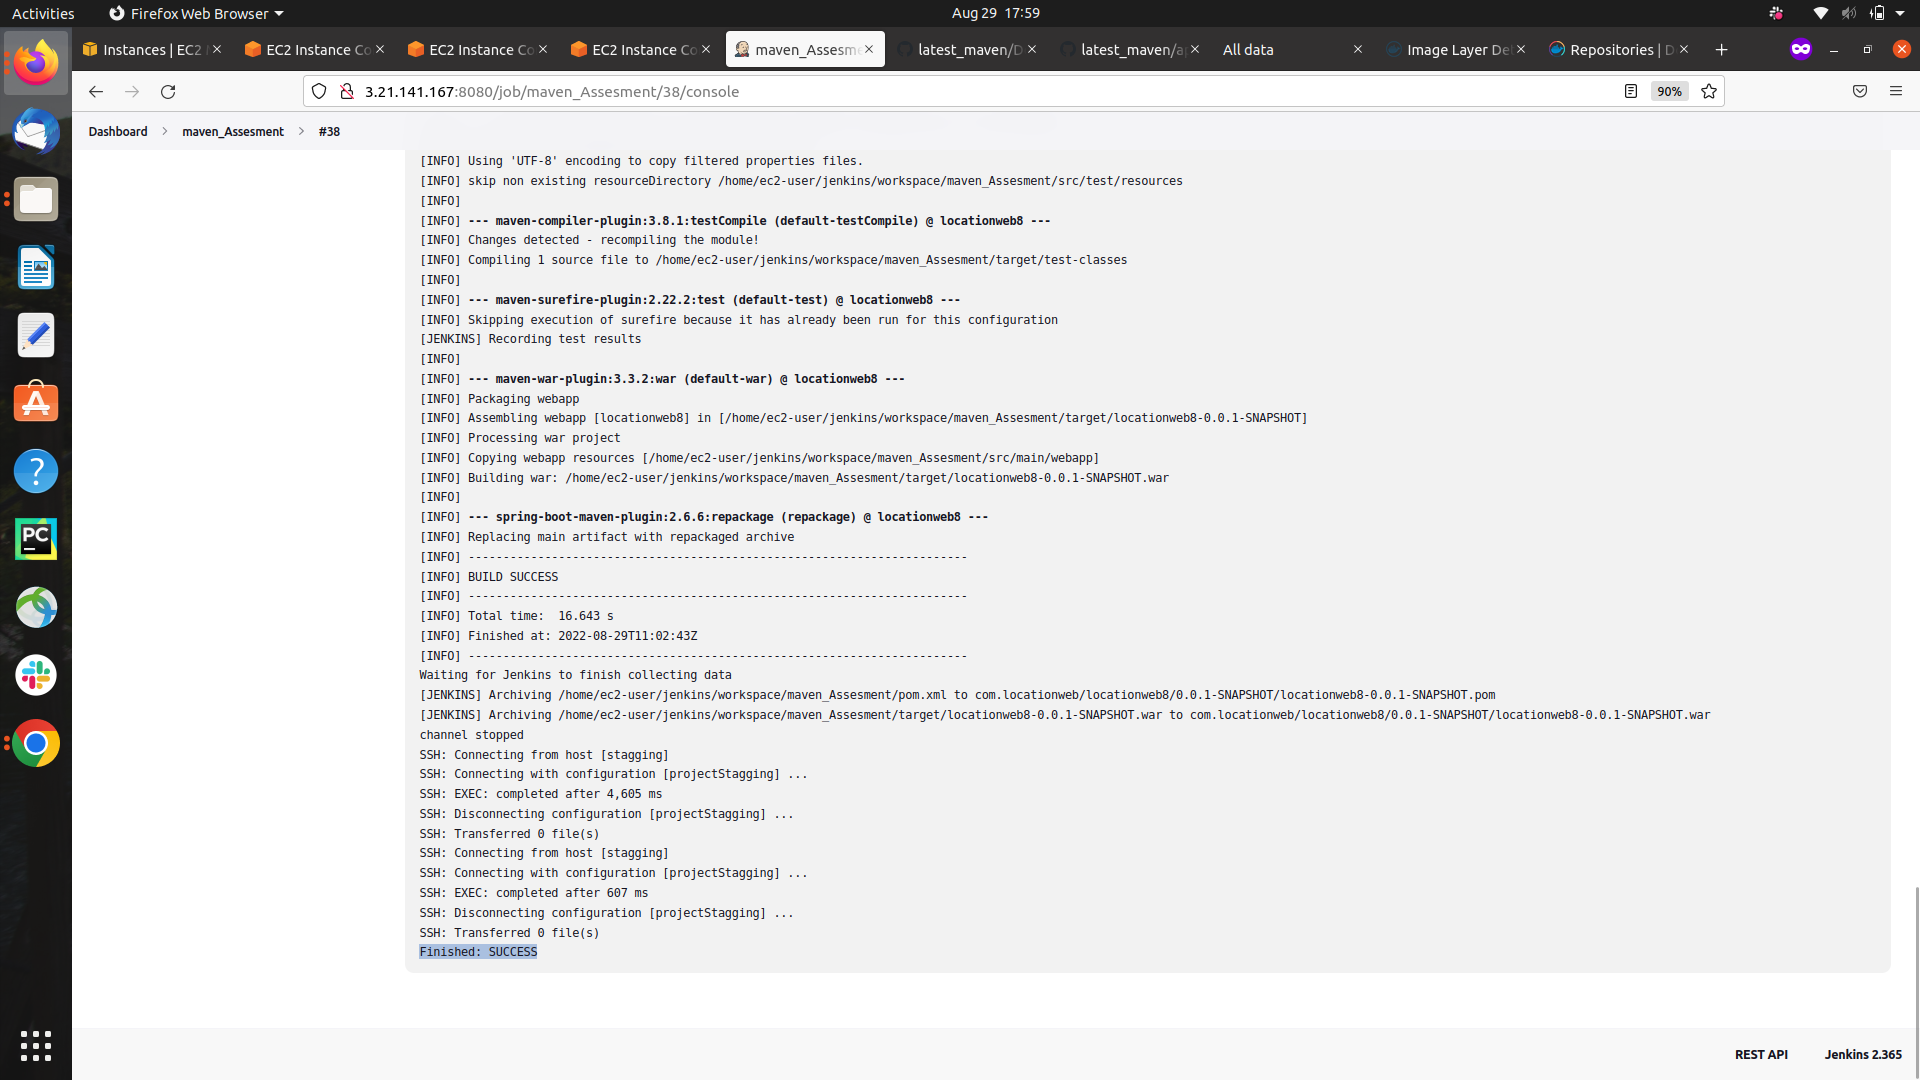 Activities
Firefox Web Browser
Aug 29 17:59
Instances | EC2
EC2 Instance Co
EC2 Instance Co
EC2 Instance Co
maven_Assesme
latest_maven/D
latest_maven/ap
All data
Image Layer De
Repositories | D
3.21.141.167:8080/job/maven_Assesment/38/console
90%
Dashboard
maven_Assesment
#38
[INFO] Using 'UTF-8' encoding to copy filtered properties files.
[INFO] skip non existing resourceDirectory /home/ec2-user/jenkins/workspace/maven_Assesment/src/test/resources
[INFO]
[INFO] --- maven-compiler-plugin:3.8.1:testCompile (default-testCompile) @ locationweb8 ---
[INFO] Changes detected - recompiling the module!
[INFO] Compiling 1 source file to /home/ec2-user/jenkins/workspace/maven_Assesment/target/test-classes
[INFO]
[INFO] --- maven-surefire-plugin:2.22.2:test (default-test) @ locationweb8 ---
[INFO] Skipping execution of surefire because it has already been run for this configuration
[JENKINS] Recording test results
[INFO]
[INFO] --- maven-war-plugin:3.3.2:war (default-war) @ locationweb8 ---
[INFO] Packaging webapp
[INFO] Assembling webapp [locationweb8] in [/home/ec2-user/jenkins/workspace/maven_Assesment/target/locationweb8-0.0.1-SNAPSHOT]
[INFO] Processing war project
[INFO] Copying webapp resources [/home/ec2-user/jenkins/workspace/maven_Assesment/src/main/webapp]
[INFO] Building war: /home/ec2-user/jenkins/workspace/maven_Assesment/target/locationweb8-0.0.1-SNAPSHOT.war
[INFO]
[INFO] --- spring-boot-maven-plugin:2.6.6:repackage (repackage) @ locationweb8 ---
[INFO] Replacing main artifact with repackaged archive
[INFO] ------------------------------------------------------------------------
[INFO] BUILD SUCCESS
[INFO] ------------------------------------------------------------------------
[INFO] Total time:  16.643 s
[INFO] Finished at: 2022-08-29T11:02:43Z
[INFO] ------------------------------------------------------------------------
Waiting for Jenkins to finish collecting data
[JENKINS] Archiving /home/ec2-user/jenkins/workspace/maven_Assesment/pom.xml to com.locationweb/locationweb8/0.0.1-SNAPSHOT/locationweb8-0.0.1-SNAPSHOT.pom
[JENKINS] Archiving /home/ec2-user/jenkins/workspace/maven_Assesment/target/locationweb8-0.0.1-SNAPSHOT.war to com.locationweb/locationweb8/0.0.1-SNAPSHOT/locationweb8-0.0.1-SNAPSHOT.war
channel stopped
SSH: Connecting from host [stagging]
SSH: Connecting with configuration [projectStagging] ...
SSH: EXEC: completed after 4,605 ms
SSH: Disconnecting configuration [projectStagging] ...
SSH: Transferred 0 file(s)
SSH: Connecting from host [stagging]
SSH: Connecting with configuration [projectStagging] ...
SSH: EXEC: completed after 607 ms
SSH: Disconnecting configuration [projectStagging] ...
SSH: Transferred 0 file(s)
Finished: SUCCESS
REST API
Jenkins 2.365
PC